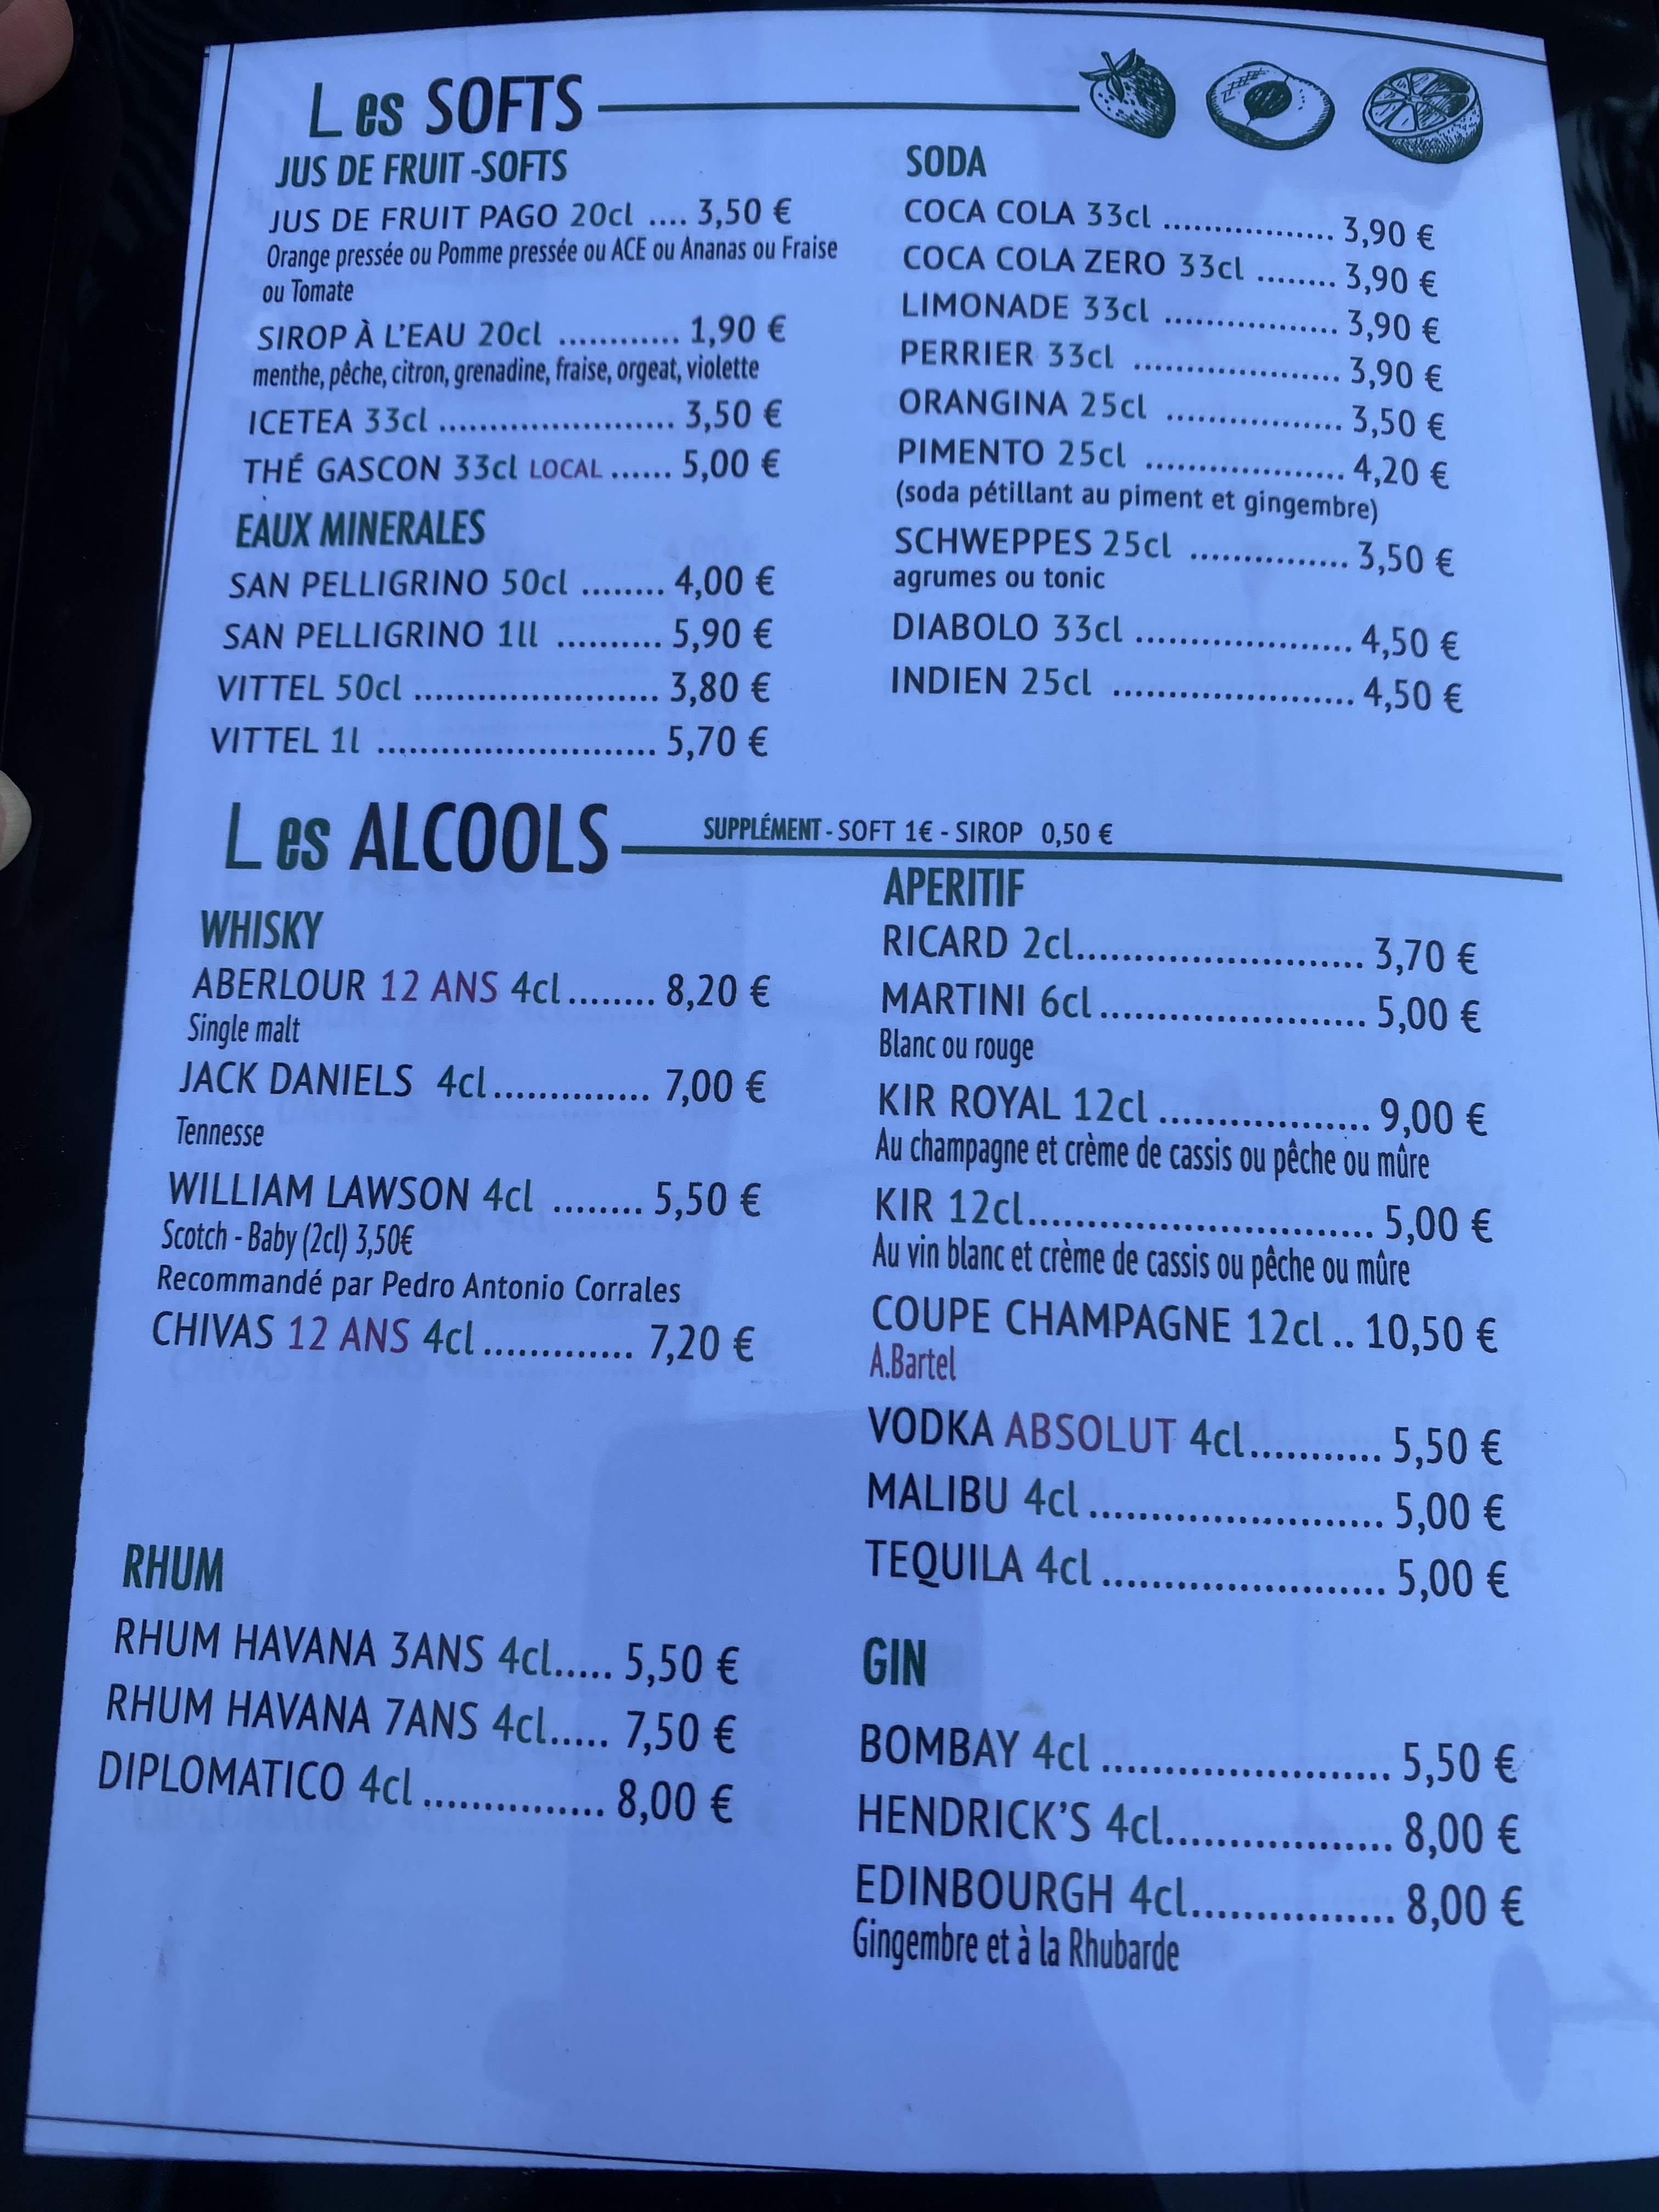 Les SOFTS
JUS DE FRUIT -SOFTS
JUS DE FRUIT PAGO 20cl .... 3,50 €
Orange pressée ou Pomme pressée ou ACE ou Ananas ou Fraise
ou Tomate
SIROP À L'EAU 20cl ............ 1,90 €
menthe, pêche, citron, grenadine, fraise, orgeat, violette
ICETEA 33cl ....................... 3,50 €
THÉ GASCON 33cl LOCAL ...... 5,00 €
EAUX MINERALES
SAN PELLIGRINO 50cl ........ 4,00 €
SAN PELLIGRINO 1ll .......... 5,90 €
VITTEL 50cl ........................ 3,80 €
VITTEL 1l ........................... 5,70 €
SODA
COCA COLA 33cl ................. 3,90 €
COCA COLA ZERO 33cl ........ 3,90 €
LIMONADE 33cl ................. 3,90 €
PERRIER 33cl .................... 3,90 €
ORANGINA 25cl ................. 3,50 €
PIMENTO 25cl ................... 4,20 €
(soda pétillant au piment et gingembre)
SCHWEPPES 25cl ............... 3,50 €
agrumes ou tonic
DIABOLO 33cl ..................... 4,50 €
INDIEN 25cl ....................... 4,50 €
Les ALCOOLS
SUPPLÉMENT - SOFT 1€ - SIROP 0,50 €
WHISKY
ABERLOUR 12 ANS 4cl ........ 8,20 €
Single malt
JACK DANIELS 4cl .............. 7,00 €
Tennesse
WILLIAM LAWSON 4cl ........ 5,50 €
Scotch - Baby (2cl) 3,50€
Recommandé par Pedro Antonio Corrales
CHIVAS 12 ANS 4cl ............. 7,20 €
RHUM
RHUM HAVANA 3ANS 4cl..... 5,50 €
RHUM HAVANA 7ANS 4cl..... 7,50 €
DIPLOMATICO 4cl ............... 8,00 €
APERITIF
RICARD 2cl......................... 3,70 €
MARTINI 6cl ...................... 5,00 €
Blanc ou rouge
KIR ROYAL 12cl .................. 9,00 €
Au champagne et crème de cassis ou pêche ou mûre
KIR 12cl............................. 5,00 €
Au vin blanc et crème de cassis ou pêche ou mûre
COUPE CHAMPAGNE 12cl .. 10,50 €
A.Bartel
VODKA ABSOLUT 4cl........... 5,50 €
MALIBU 4cl ........................ 5,00 €
TEQUILA 4cl ....................... 5,00 €
GIN
BOMBAY 4cl ........................ 5,50 €
HENDRICK'S 4cl................... 8,00 €
EDINBOURGH 4cl................. 8,00 €
Gingembre et à la Rhubarde